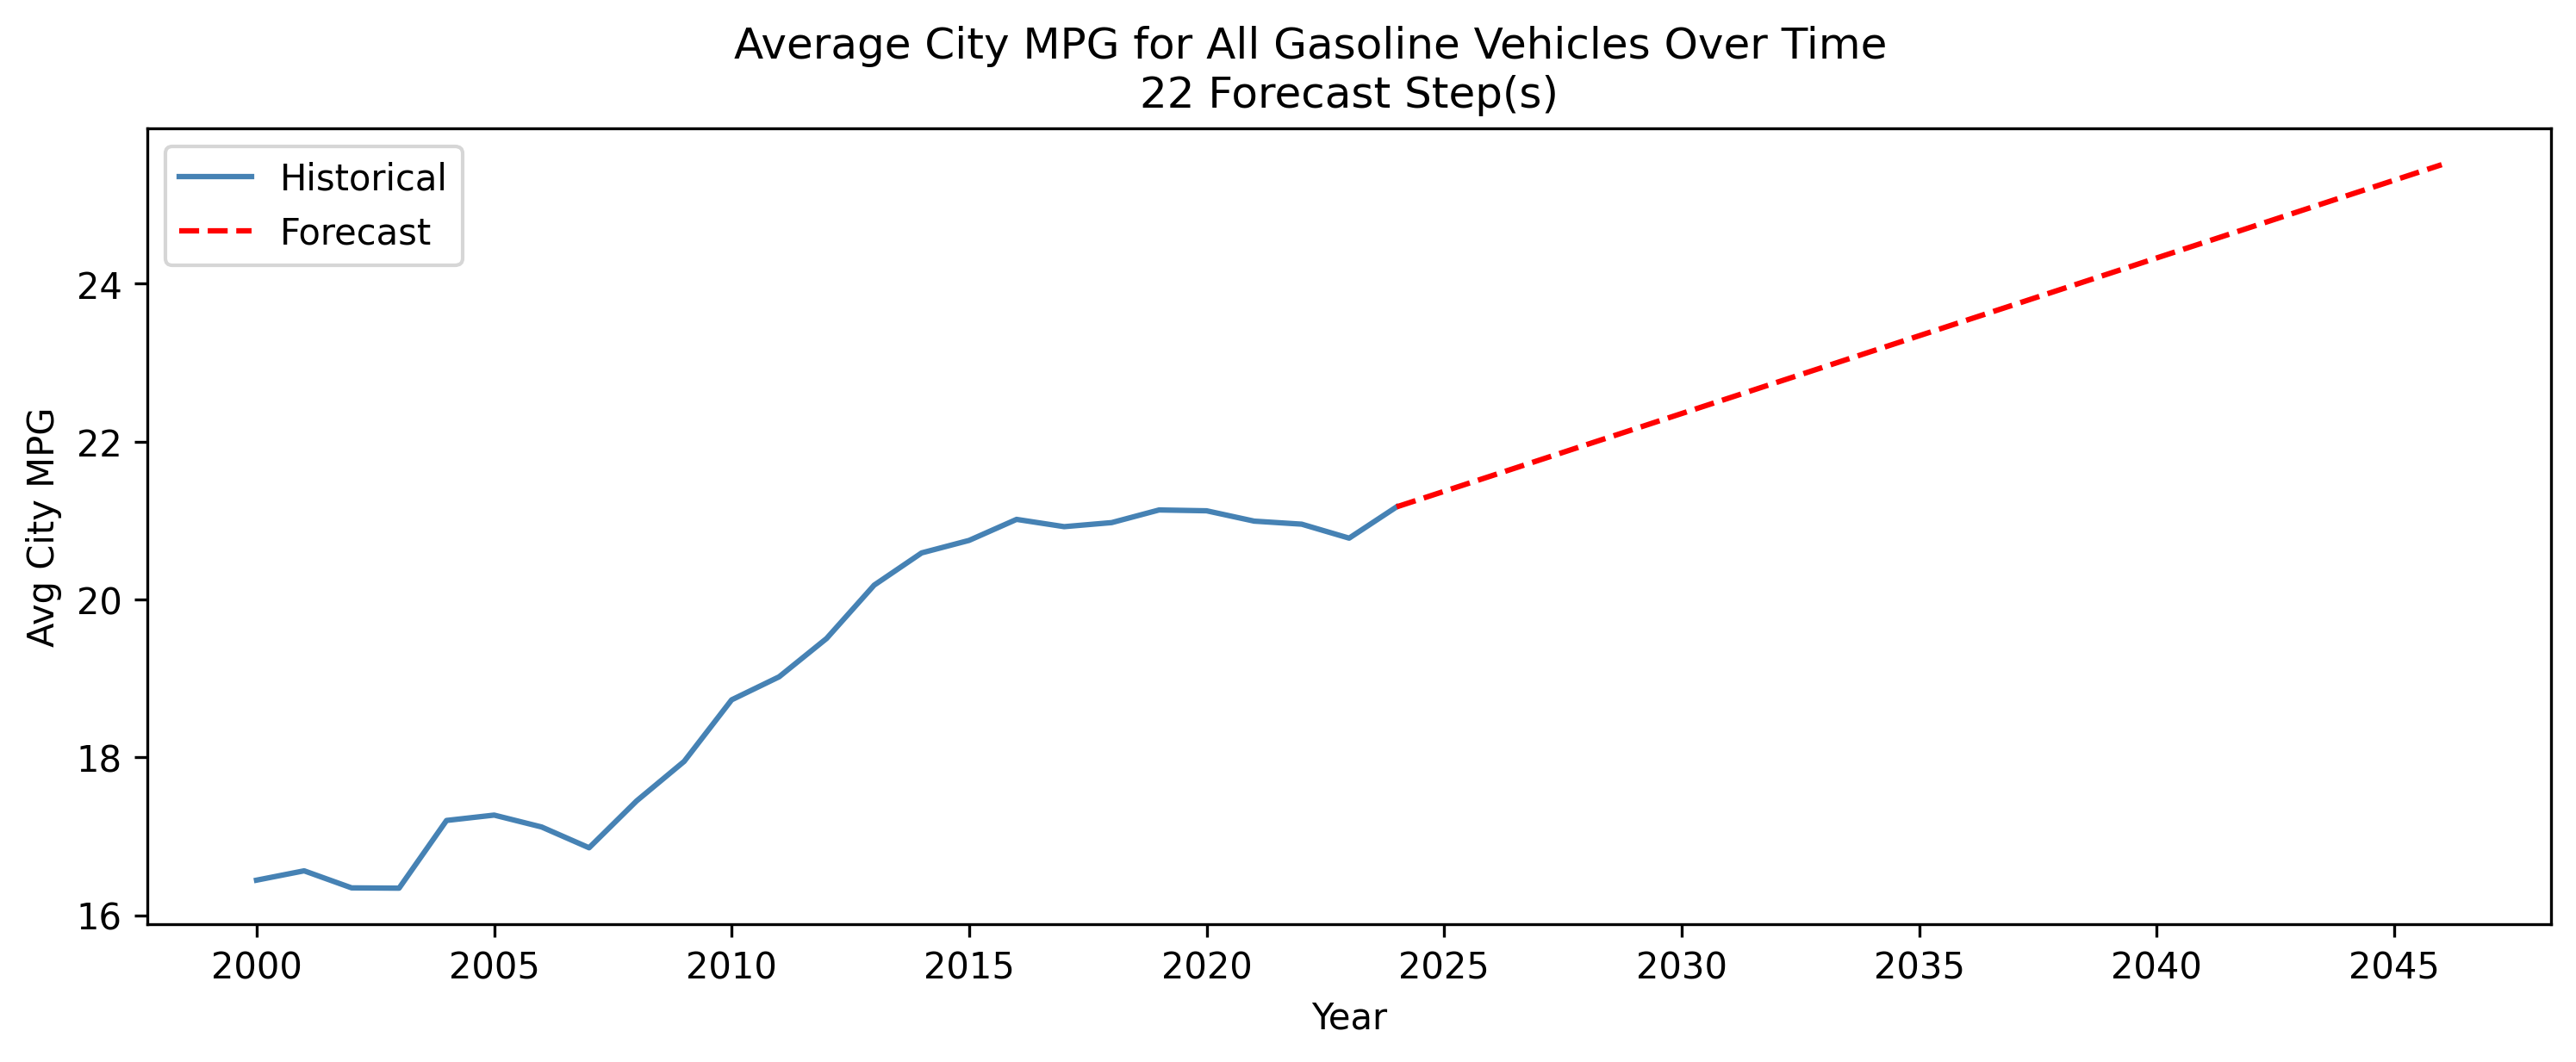 Average City MPG for All Gasoline Vehicles Over Time
22 Forecast Step(s)
Historical
Forecast
Avg City MPG
24
22
20
18
16
2000 2005 2010 2015 2020 2025 2030 2035 2040 2045
Year